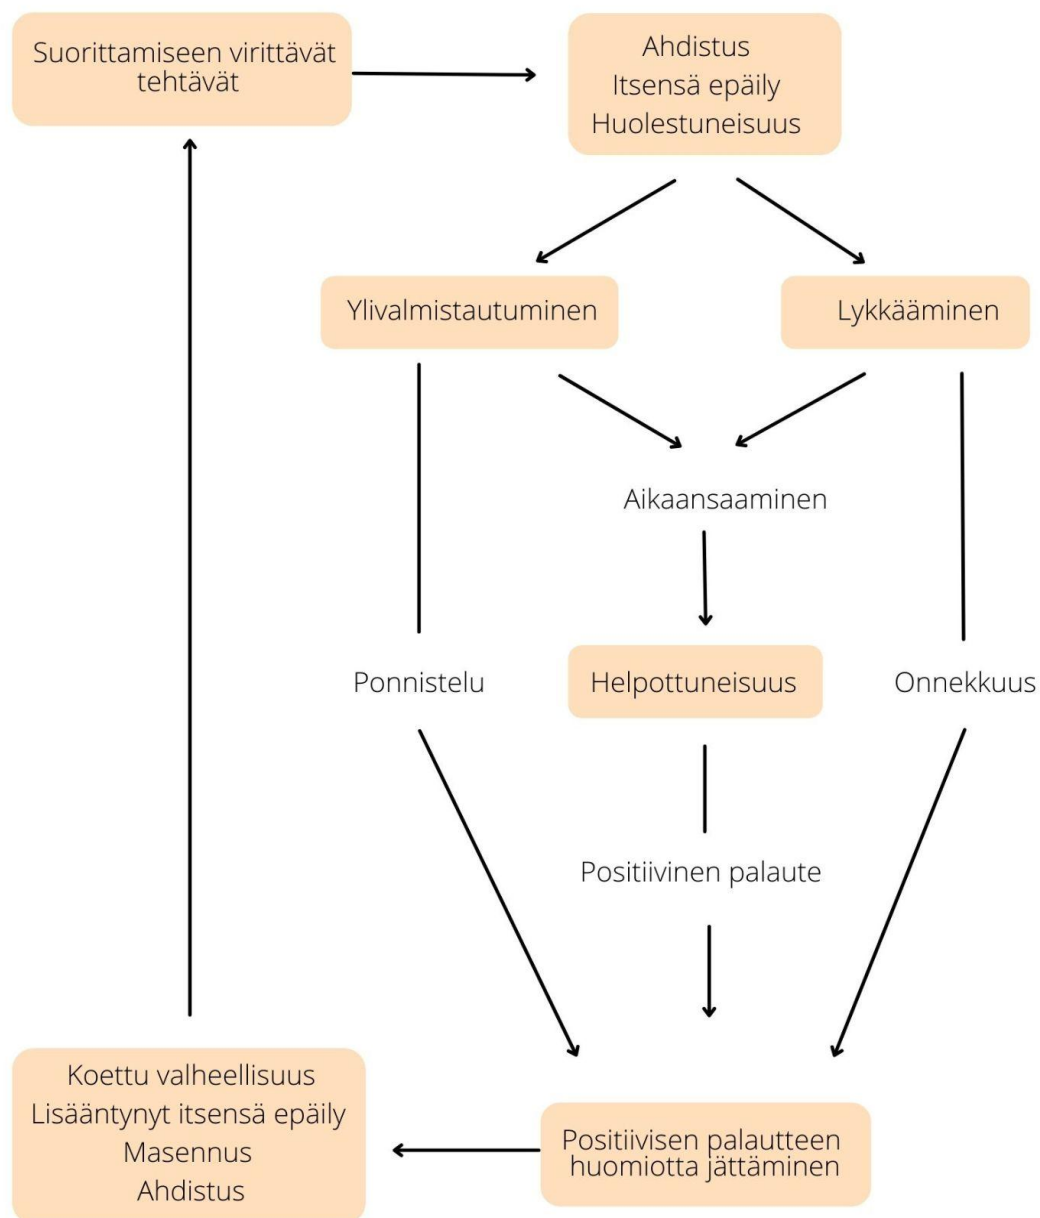 Suorittamiseen virittävät
tehtävät
Ahdistus
Itsensä epäily
Huolestuneisuus
Ylivalmistautuminen
Lykkääminen
Aikaansaaminen
Ponnistelu
Helpottuneisuus
Onnekkuus
Positiivinen palaute
Koettu valheellisuus
Lisääntynyt itsensä epäily
Masennus
Ahdistus
Positiivisen palautteen
huomiotta jättäminen